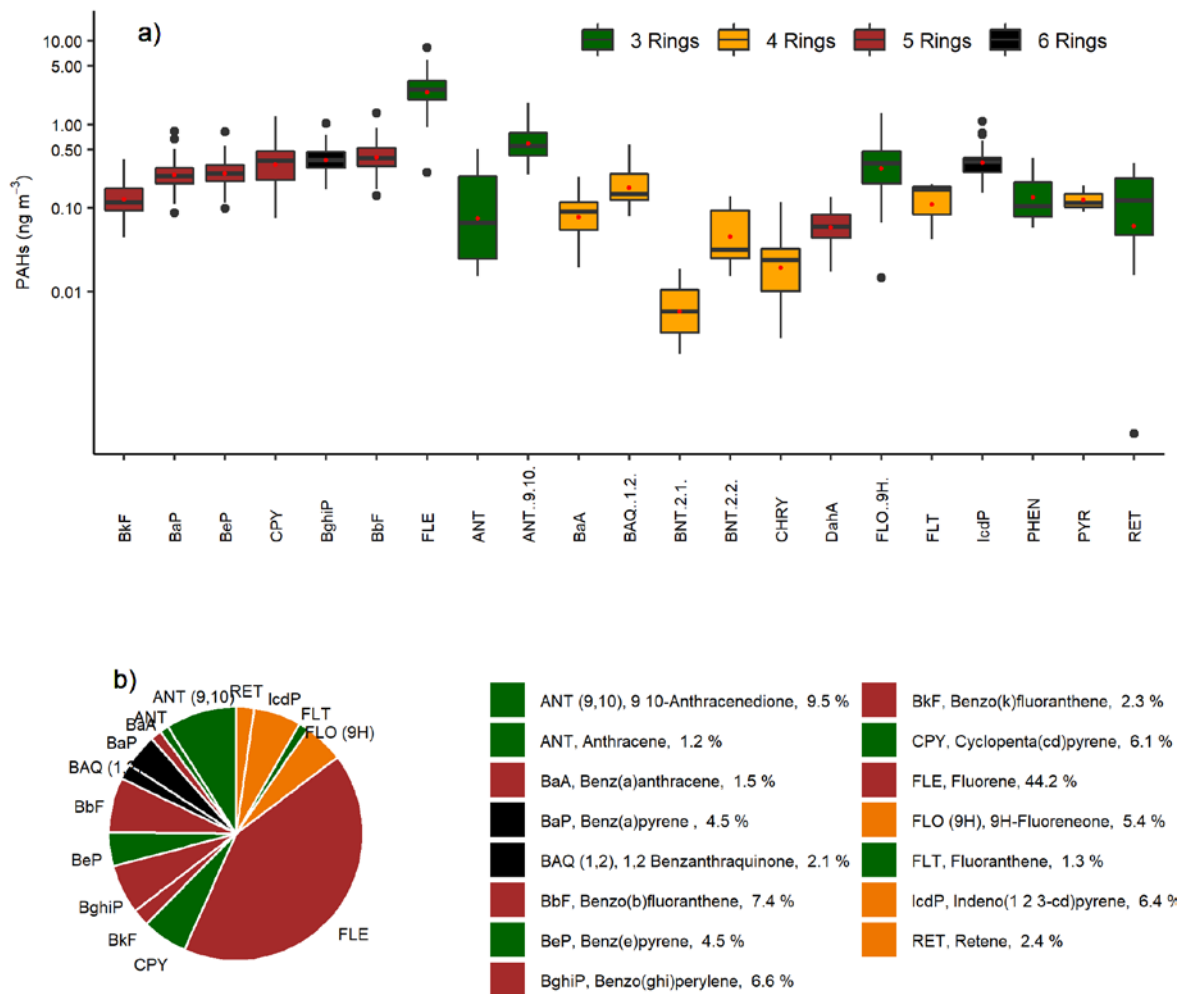 a)
3 Rings 4 Rings 5 Rings 6 Rings
10.00
5.00
1.00
0.50
0.10
0.01
PAHs (ng m⁻³)
BkF
BaP
BeP
CPY
BghiP
BbF
FLE
ANT
ANT..9.10.
BaA
BAQ..1.2.
BNT.2.1.
BNT.2.2.
CHRY
DahA
FLO..9H.
FLT
IcdP
PHEN
PYR
RET
b)
ANT (9,10)
RET
IcdP
FLT
FLO (9H)
ANT
BaA
BaP
BAQ (1,2
BbF
BeP
BghiP
BkF
CPY
FLE
ANT (9,10), 9 10-Anthracenedione, 9.5 %
ANT, Anthracene, 1.2 %
BaA, Benz(a)anthracene, 1.5 %
BaP, Benz(a)pyrene , 4.5 %
BAQ (1,2), 1,2 Benzanthraquinone, 2.1 %
BbF, Benzo(b)fluoranthene, 7.4 %
BeP, Benz(e)pyrene, 4.5 %
BghiP, Benzo(ghi)perylene, 6.6 %
BkF, Benzo(k)fluoranthene, 2.3 %
CPY, Cyclopenta(cd)pyrene, 6.1 %
FLE, Fluorene, 44.2 %
FLO (9H), 9H-Fluoreneone, 5.4 %
FLT, Fluoranthene, 1.3 %
IcdP, Indeno(1 2 3-cd)pyrene, 6.4 %
RET, Retene, 2.4 %